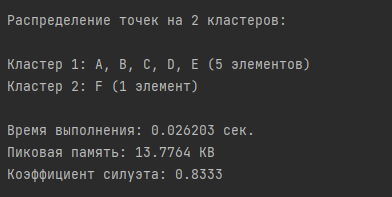 Распределение точек на 2 кластеров:
Кластер 1: A, B, C, D, E (5 элементов)
Кластер 2: F (1 элемент)
Время выполнения: 0.026203 сек.
Пиковая память: 13.7764 KB
Коэффициент силуэта: 0.8333